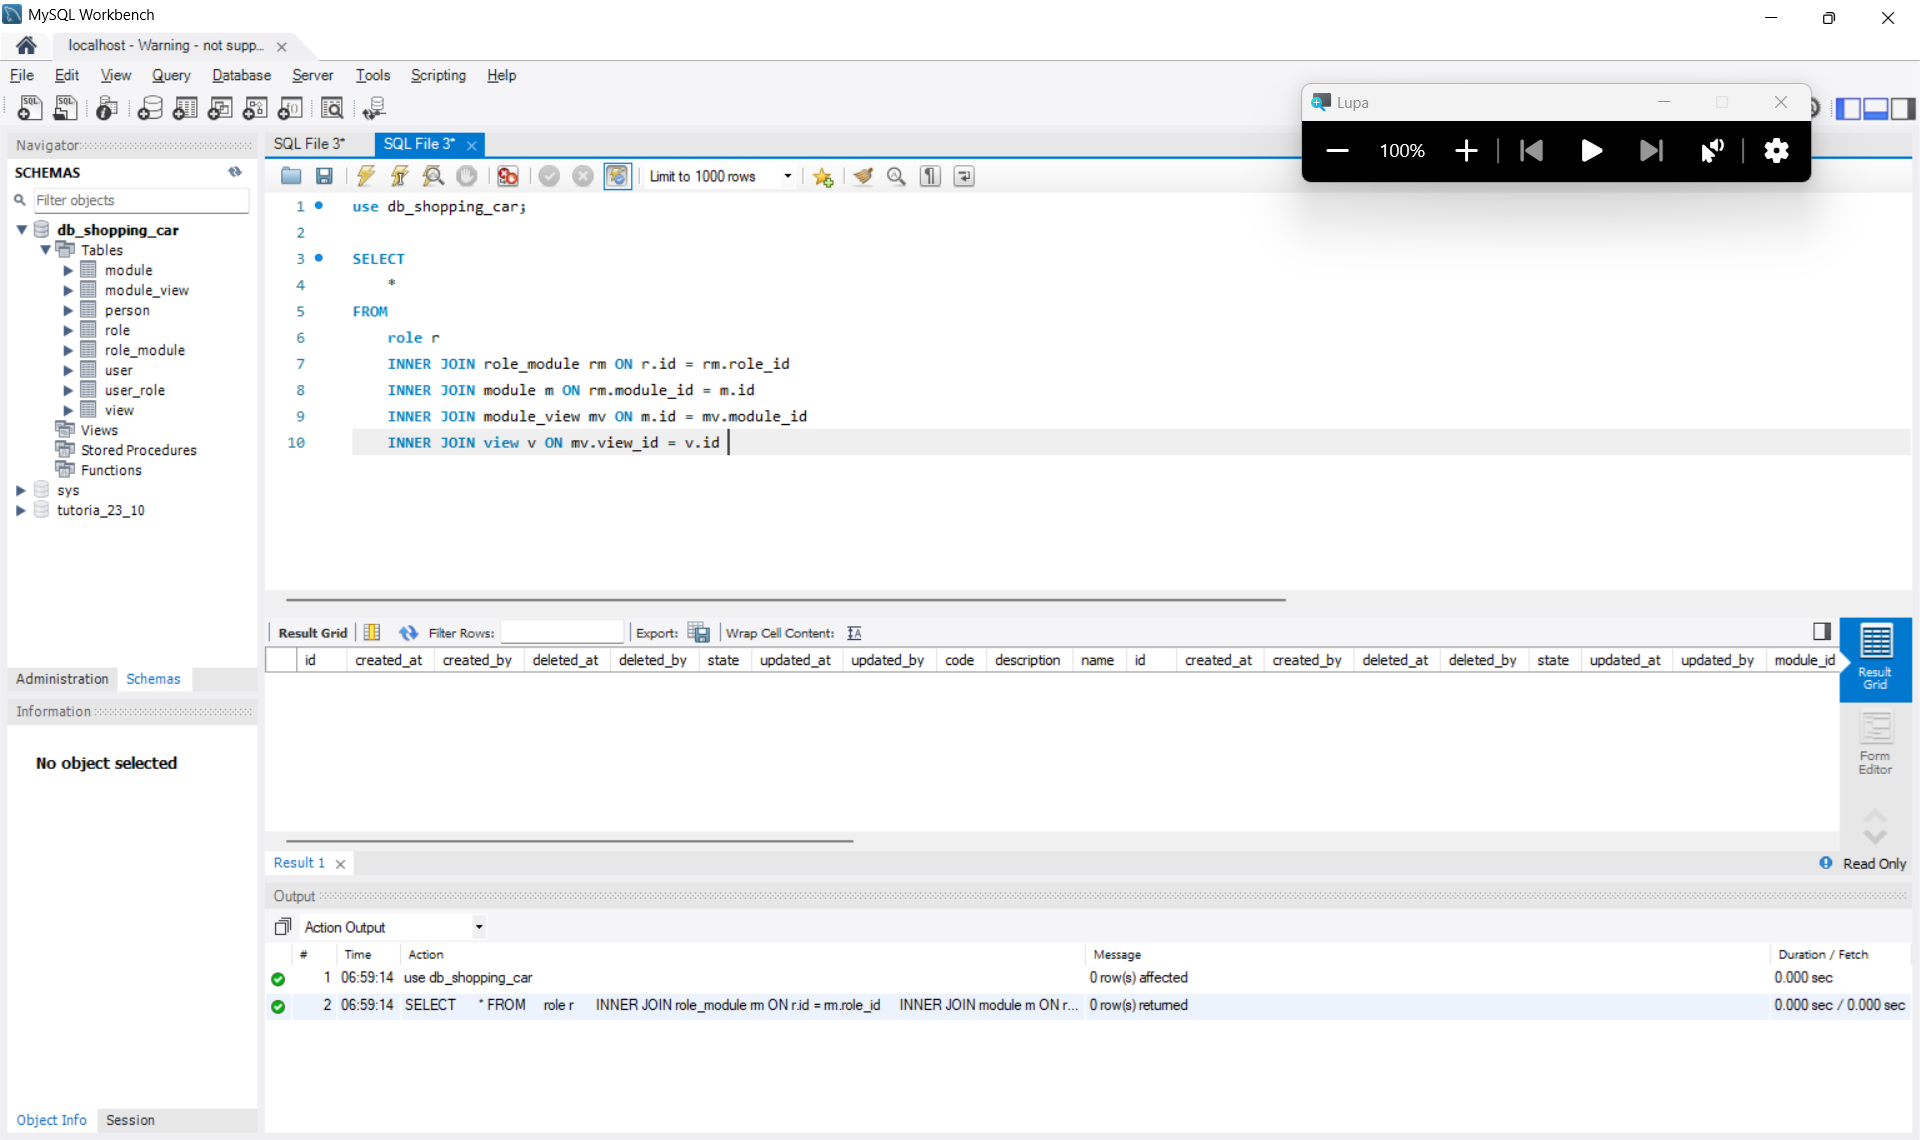 MySQL Workbench
localhost - Warning - not supp...
File Edit View Query Database Server Tools Scripting Help
Lupa
100%
Navigator
SCHEMAS
Filter objects
db_shopping_car
Tables
module
module_view
person
role
role_module
user
user_role
view
Views
Stored Procedures
Functions
sys
tutoria_23_10
Administration Schemas
Information
No object selected
Object Info Session
SQL File 3* SQL File 3*
Limit to 1000 rows
1 use db_shopping_car;
2
3 SELECT
4 *
5 FROM
6 role r
7 INNER JOIN role_module rm ON r.id = rm.role_id
8 INNER JOIN module m ON rm.module_id = m.id
9 INNER JOIN module_view mv ON m.id = mv.module_id
10 INNER JOIN view v ON mv.view_id = v.id
Result Grid Filter Rows: Export: Wrap Cell Content:
id created_at created_by deleted_at deleted_by state updated_at updated_by code description name id created_at created_by deleted_at deleted_by state updated_at updated_by module_id
Result
Grid
Form
Editor
Result 1
Read Only
Output
Action Output
# Time Action Message Duration / Fetch
1 06:59:14 use db_shopping_car 0 row(s) affected 0.000 sec
2 06:59:14 SELECT * FROM role r INNER JOIN role_module rm ON r.id = rm.role_id INNER JOIN module m ON r... 0 row(s) returned 0.000 sec / 0.000 sec